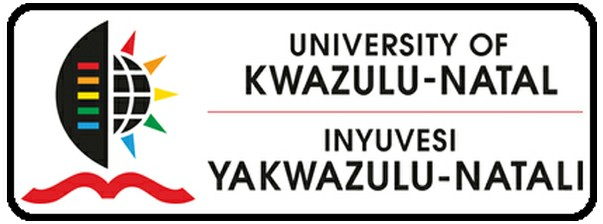 UNIVERSITY OF
KWAZULU-NATAL
INYUVESI
YAKWAZULU-NATALI